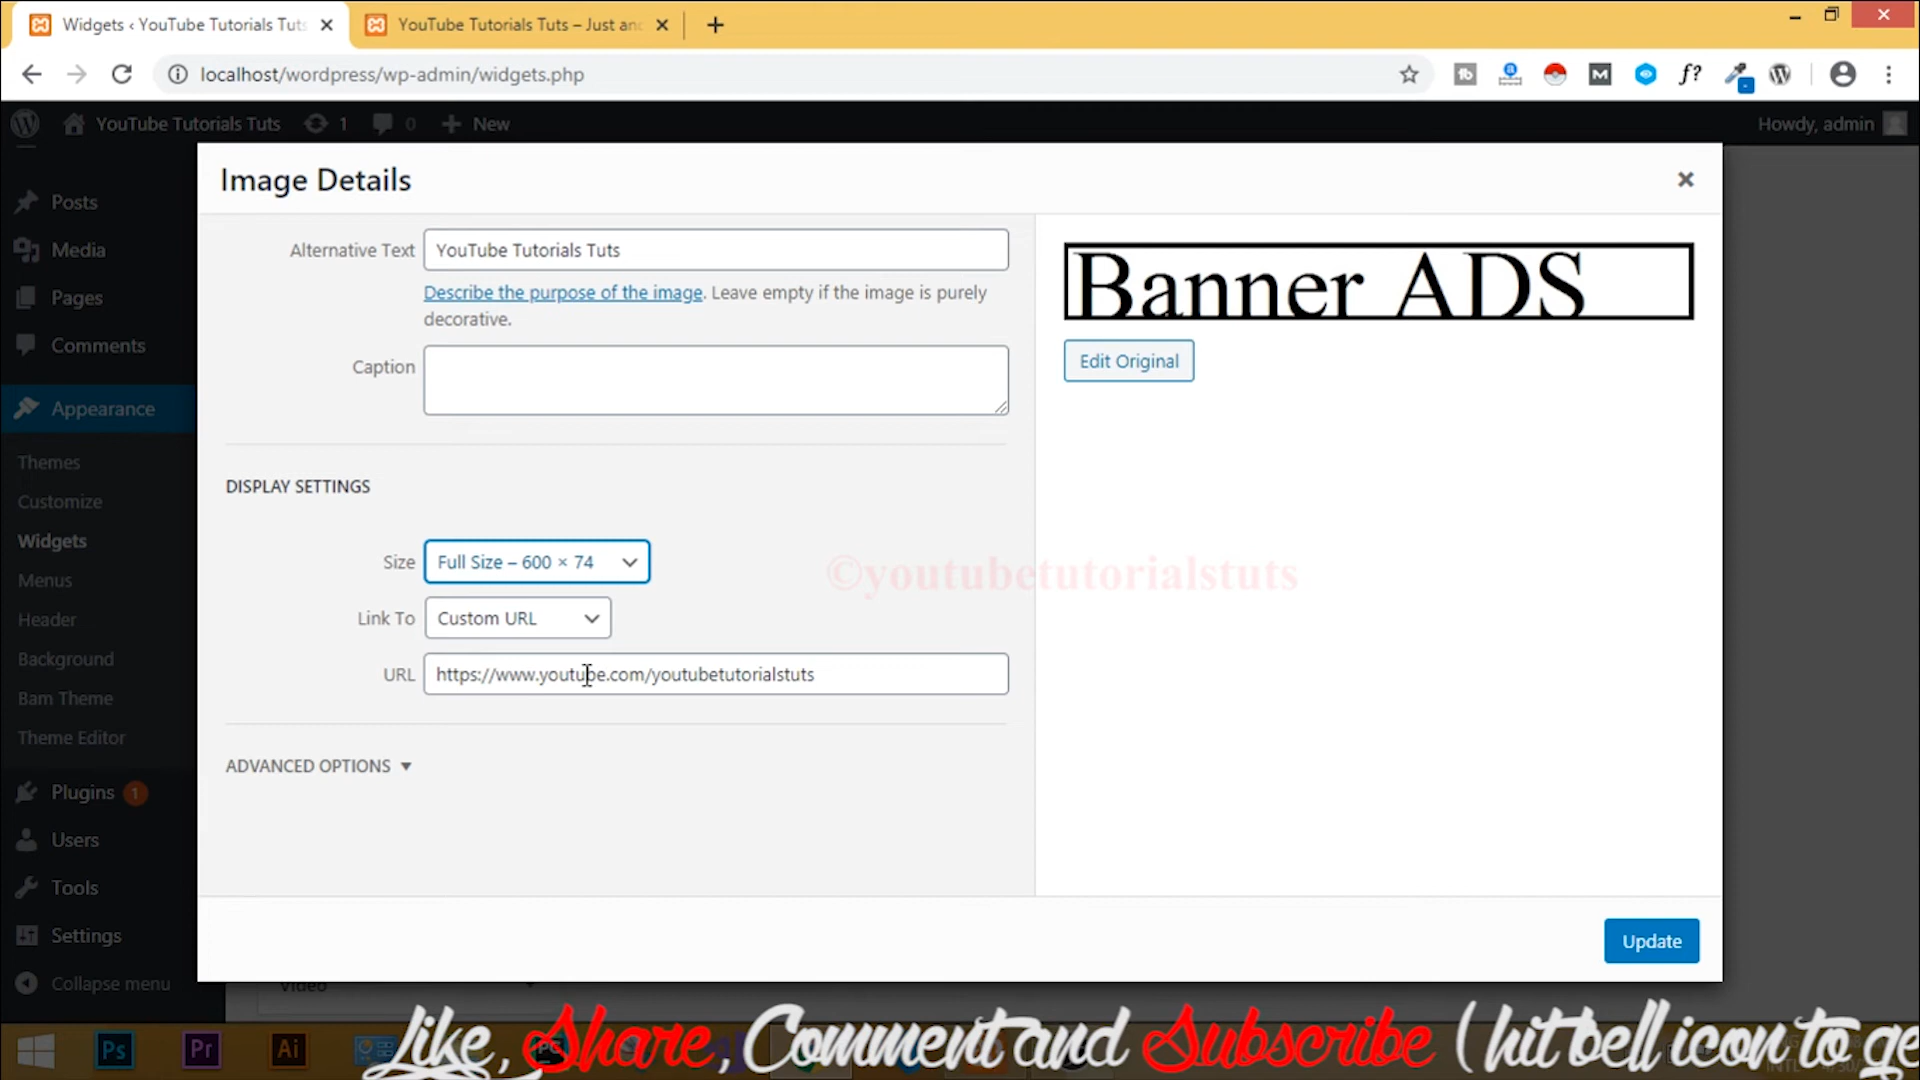 Widgets ‹ YouTube Tutorials Tuts
YouTube Tutorials Tuts – Just an
localhost/wordpress/wp-admin/widgets.php
YouTube Tutorials Tuts 1 0 New
Howdy, admin
Posts
Media
Pages
Comments
Appearance
Themes
Customize
Widgets
Menus
Header
Background
Bam Theme
Theme Editor
Plugins 1
Users
Tools
Settings
Collapse menu
Image Details
Alternative Text YouTube Tutorials Tuts
Describe the purpose of the image. Leave empty if the image is purely
decorative.
Caption
DISPLAY SETTINGS
Size Full Size – 600 × 74
Link To Custom URL
URL https://www.youtube.com/youtubetutorialstuts
ADVANCED OPTIONS
Banner ADS
Edit Original
©youtubetutorialstuts
Update
Video
Ps Pr Ai
Like, Share, Comment and Subscribe ( hit bell icon to ge